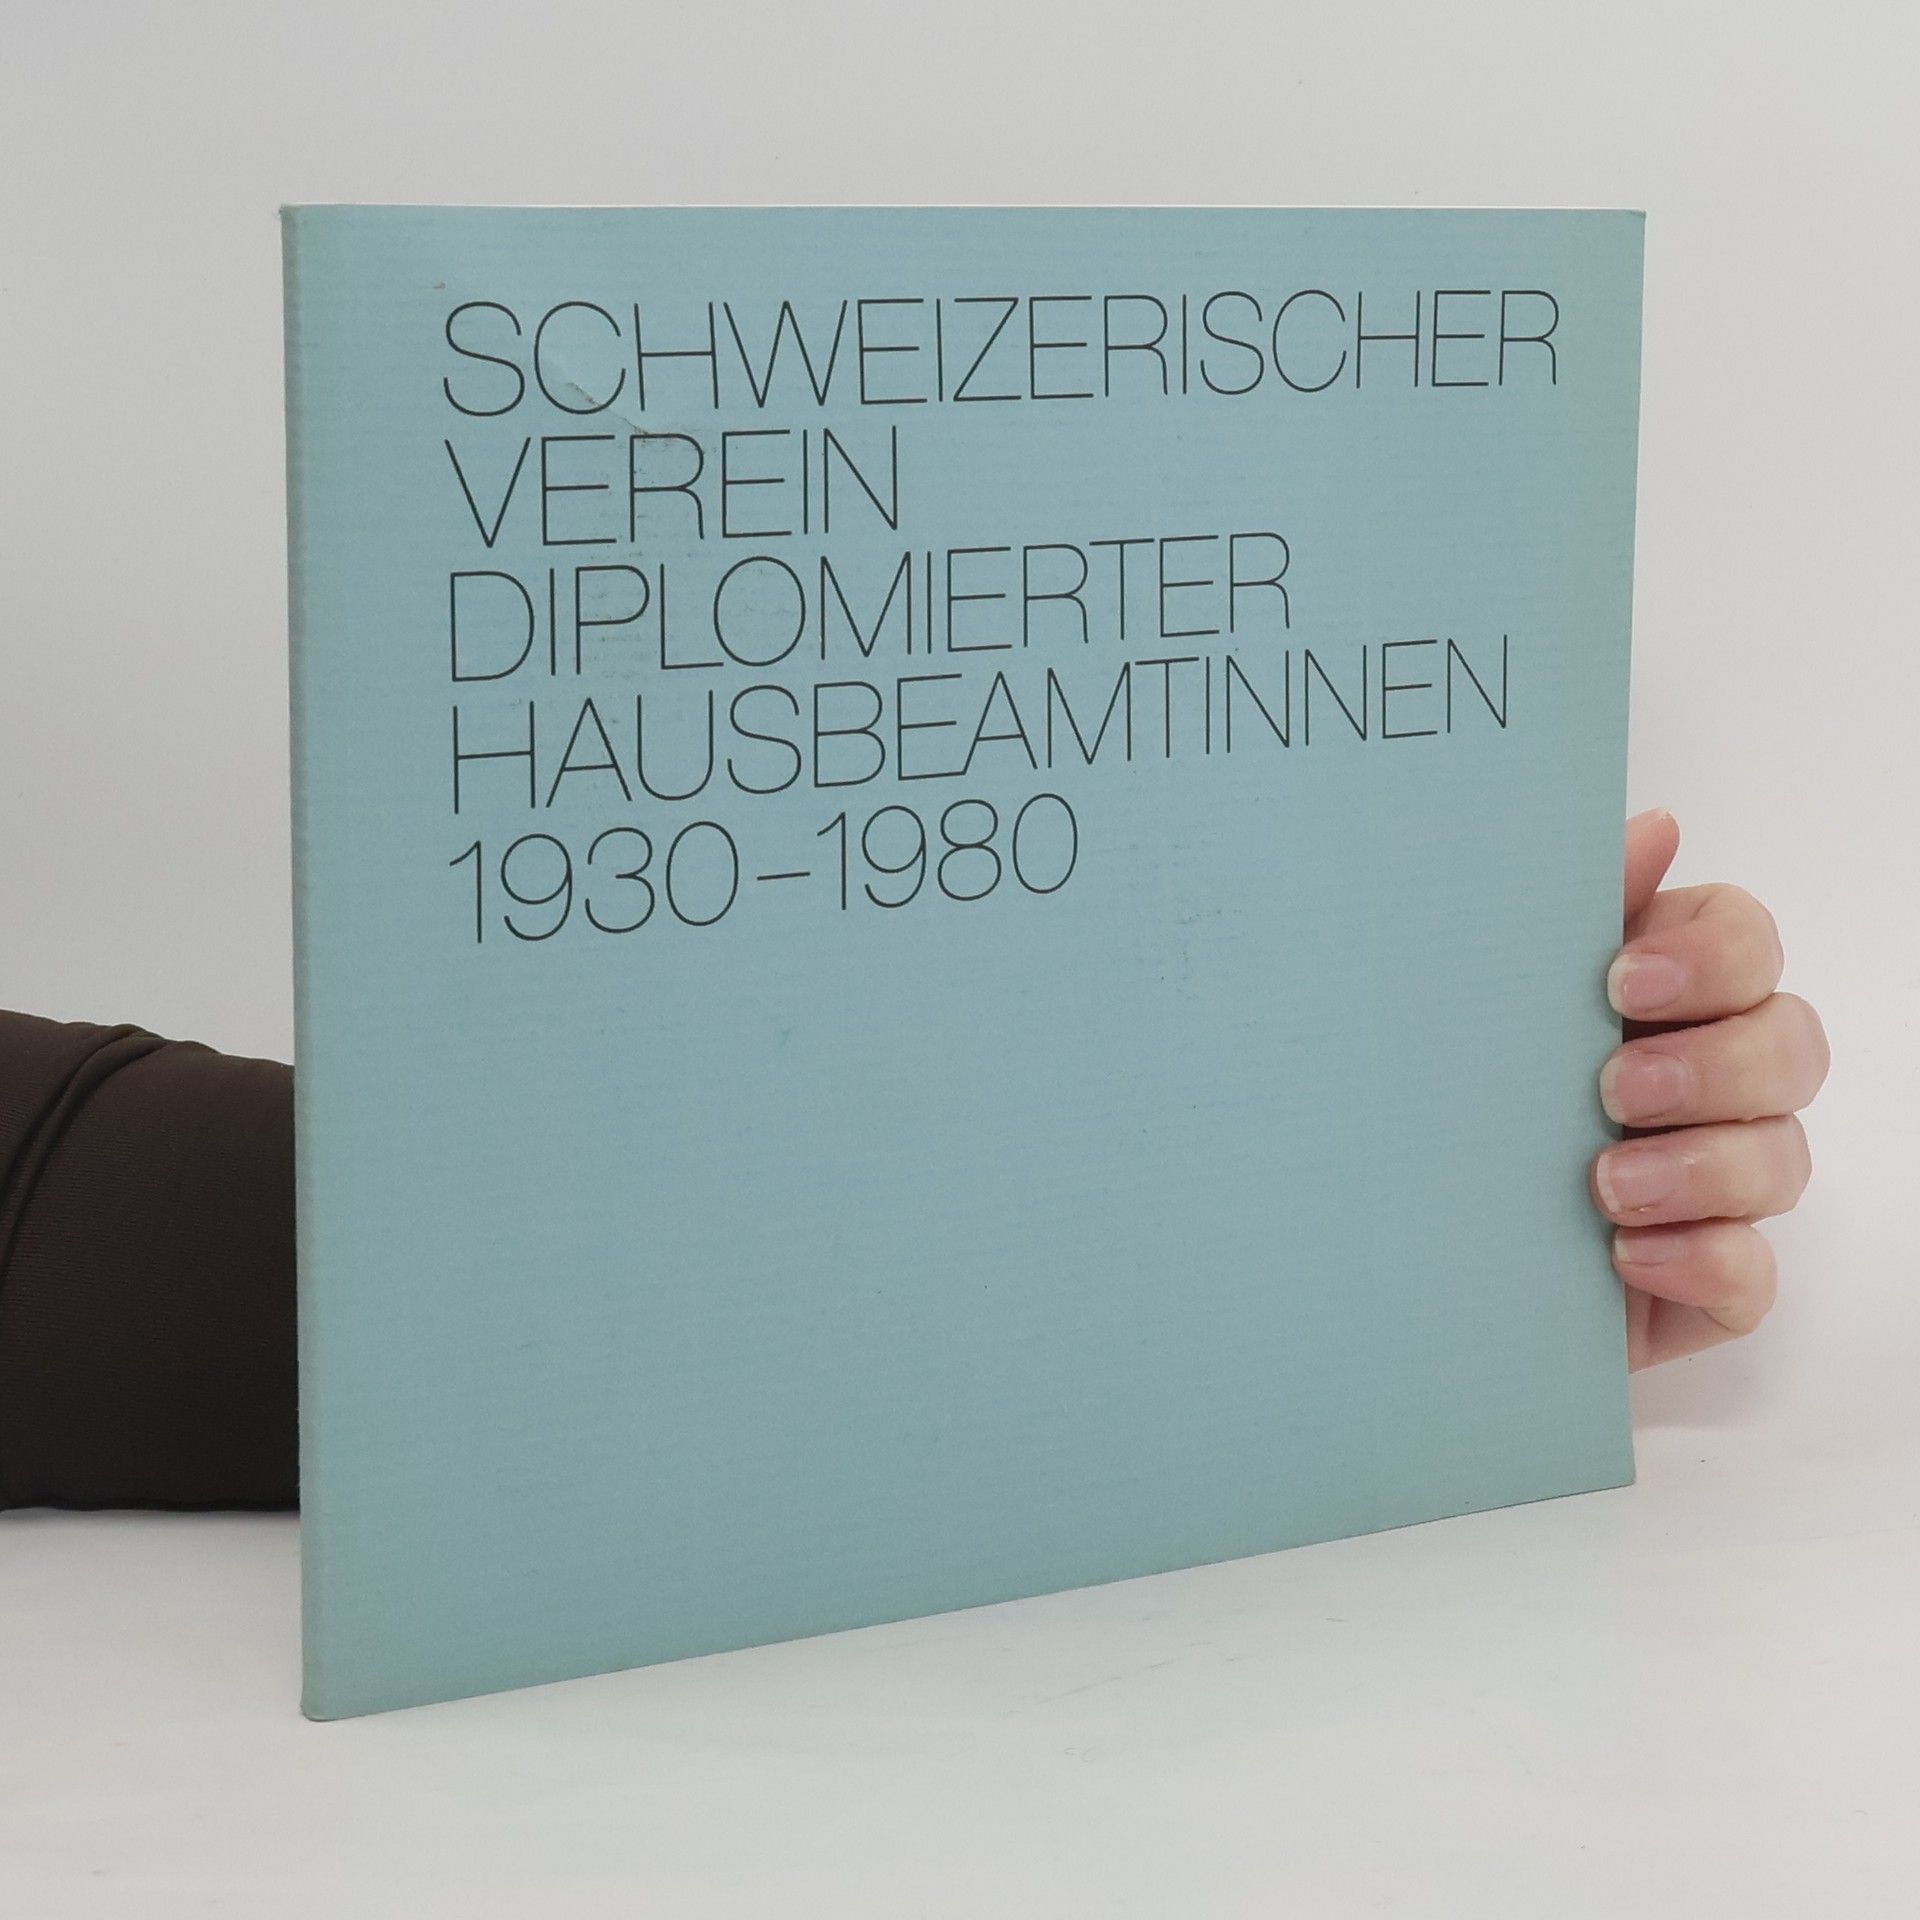 SCHWEIZERISCHER
VEREIN
DIPLOMIERTER
HAUSBEAMTINNEN
1930–1980